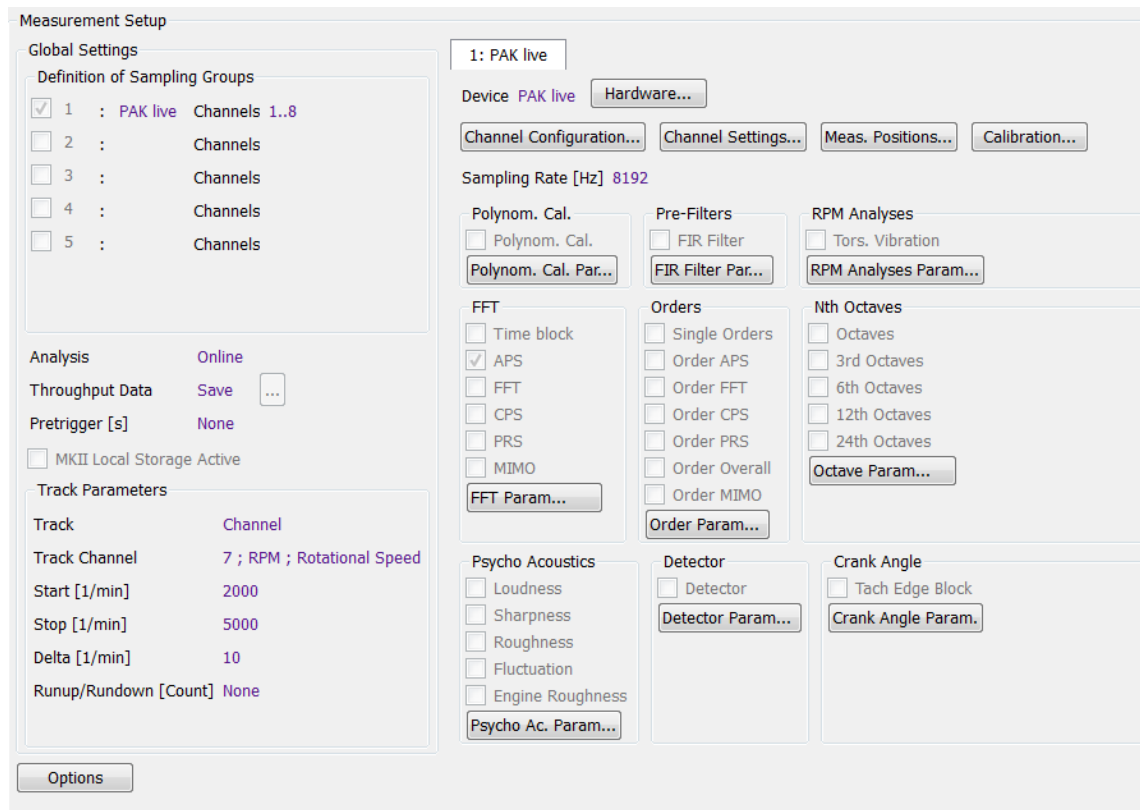 Measurement Setup
Global Settings
Definition of Sampling Groups
1 : PAK live Channels 1..8
2 : Channels
3 : Channels
4 : Channels
5 : Channels
Analysis Online
Throughput Data Save ...
Pretrigger [s] None
MKII Local Storage Active
Track Parameters
Track Channel
Track Channel 7 ; RPM ; Rotational Speed
Start [1/min] 2000
Stop [1/min] 5000
Delta [1/min] 10
Runup/Rundown [Count] None
Options
1: PAK live
Device PAK live Hardware...
Channel Configuration... Channel Settings... Meas. Positions... Calibration...
Sampling Rate [Hz] 8192
Polynom. Cal.
Polynom. Cal.
Polynom. Cal. Par...
Pre-Filters
FIR Filter
FIR Filter Par...
RPM Analyses
Tors. Vibration
RPM Analyses Param...
FFT
Time block
APS
FFT
CPS
PRS
MIMO
FFT Param...
Orders
Single Orders
Order APS
Order FFT
Order CPS
Order PRS
Order Overall
Order MIMO
Order Param...
Nth Octaves
Octaves
3rd Octaves
6th Octaves
12th Octaves
24th Octaves
Octave Param...
Psycho Acoustics
Loudness
Sharpness
Roughness
Fluctuation
Engine Roughness
Psycho Ac. Param...
Detector
Detector
Detector Param...
Crank Angle
Tach Edge Block
Crank Angle Param.